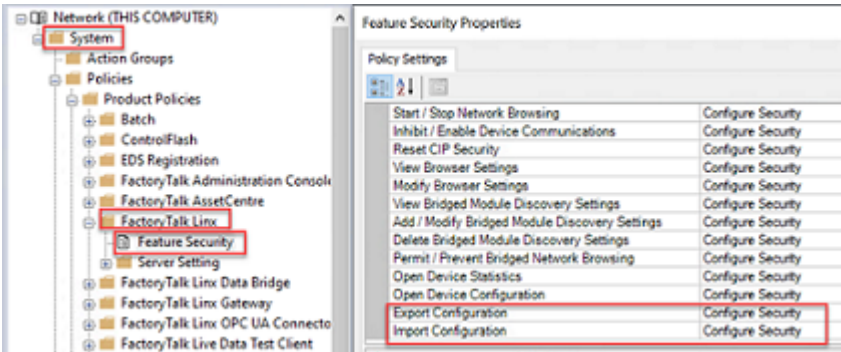 Network (THIS COMPUTER)
System
Action Groups
Policies
Product Policies
Batch
ControlFlash
EDS Registration
FactoryTalk Administration Console
FactoryTalk AssetCentre
FactoryTalk Linx
Feature Security
Server Setting
FactoryTalk Linx Data Bridge
FactoryTalk Linx Gateway
FactoryTalk Linx OPC UA Connecto
FactoryTalk Live Data Test Client
Feature Security Properties
Policy Settings
Start / Stop Network Browsing Configure Security
Inhibit / Enable Device Communications Configure Security
Reset CIP Security Configure Security
View Browser Settings Configure Security
Modify Browser Settings Configure Security
View Bridged Module Discovery Settings Configure Security
Add / Modify Bridged Module Discovery Settings Configure Security
Delete Bridged Module Discovery Settings Configure Security
Permit / Prevent Bridged Network Browsing Configure Security
Open Device Statistics Configure Security
Open Device Configuration Configure Security
Export Configuration Configure Security
Import Configuration Configure Security